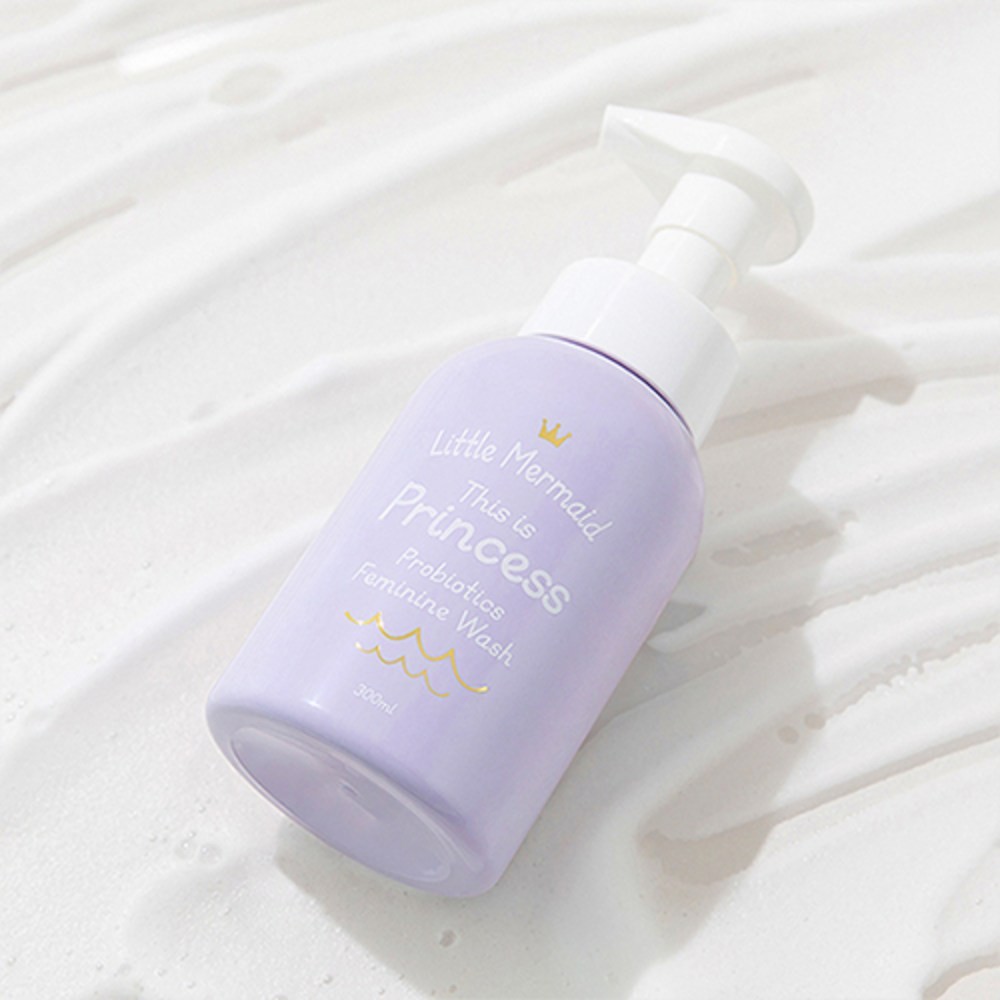 Little Mermaid
This is
Princess
Probiotics
Feminine Wash
300ml